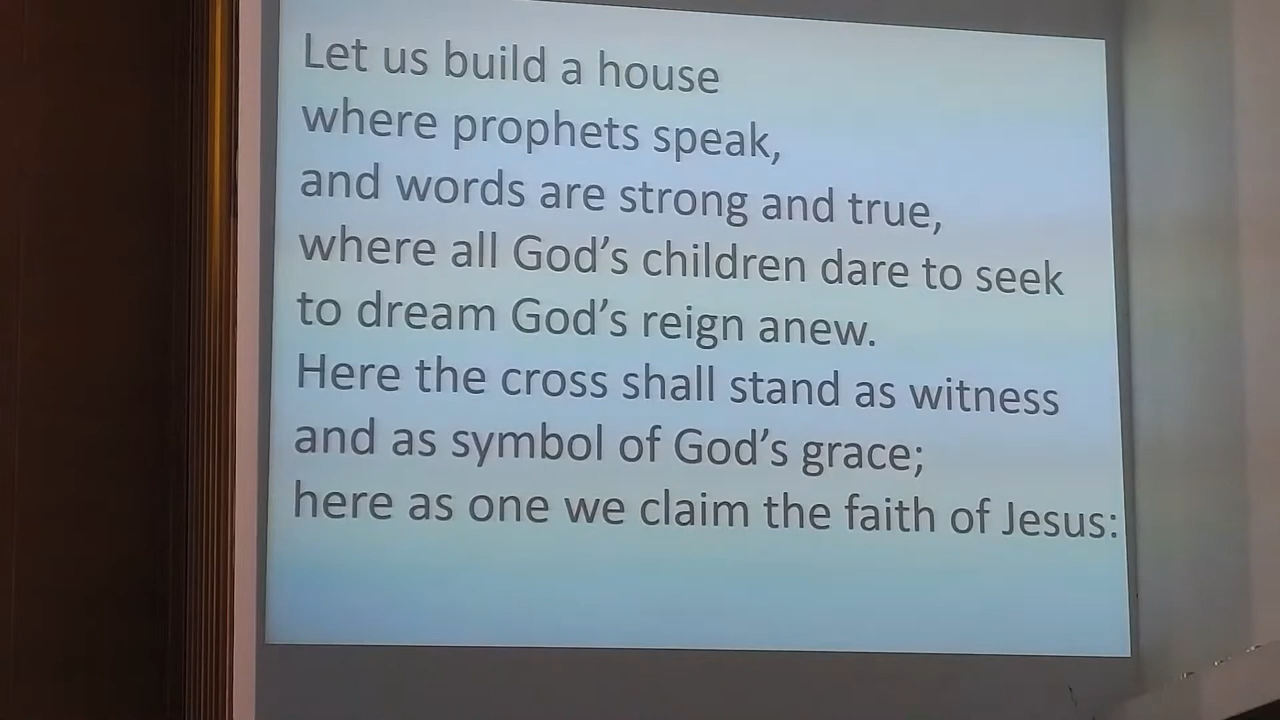 Let us build a house
where prophets speak,
and words are strong and true,
where all God's children dare to seek
to dream God's reign anew.
Here the cross shall stand as witness
and as symbol of God's grace;
here as one we claim the faith of Jesus: